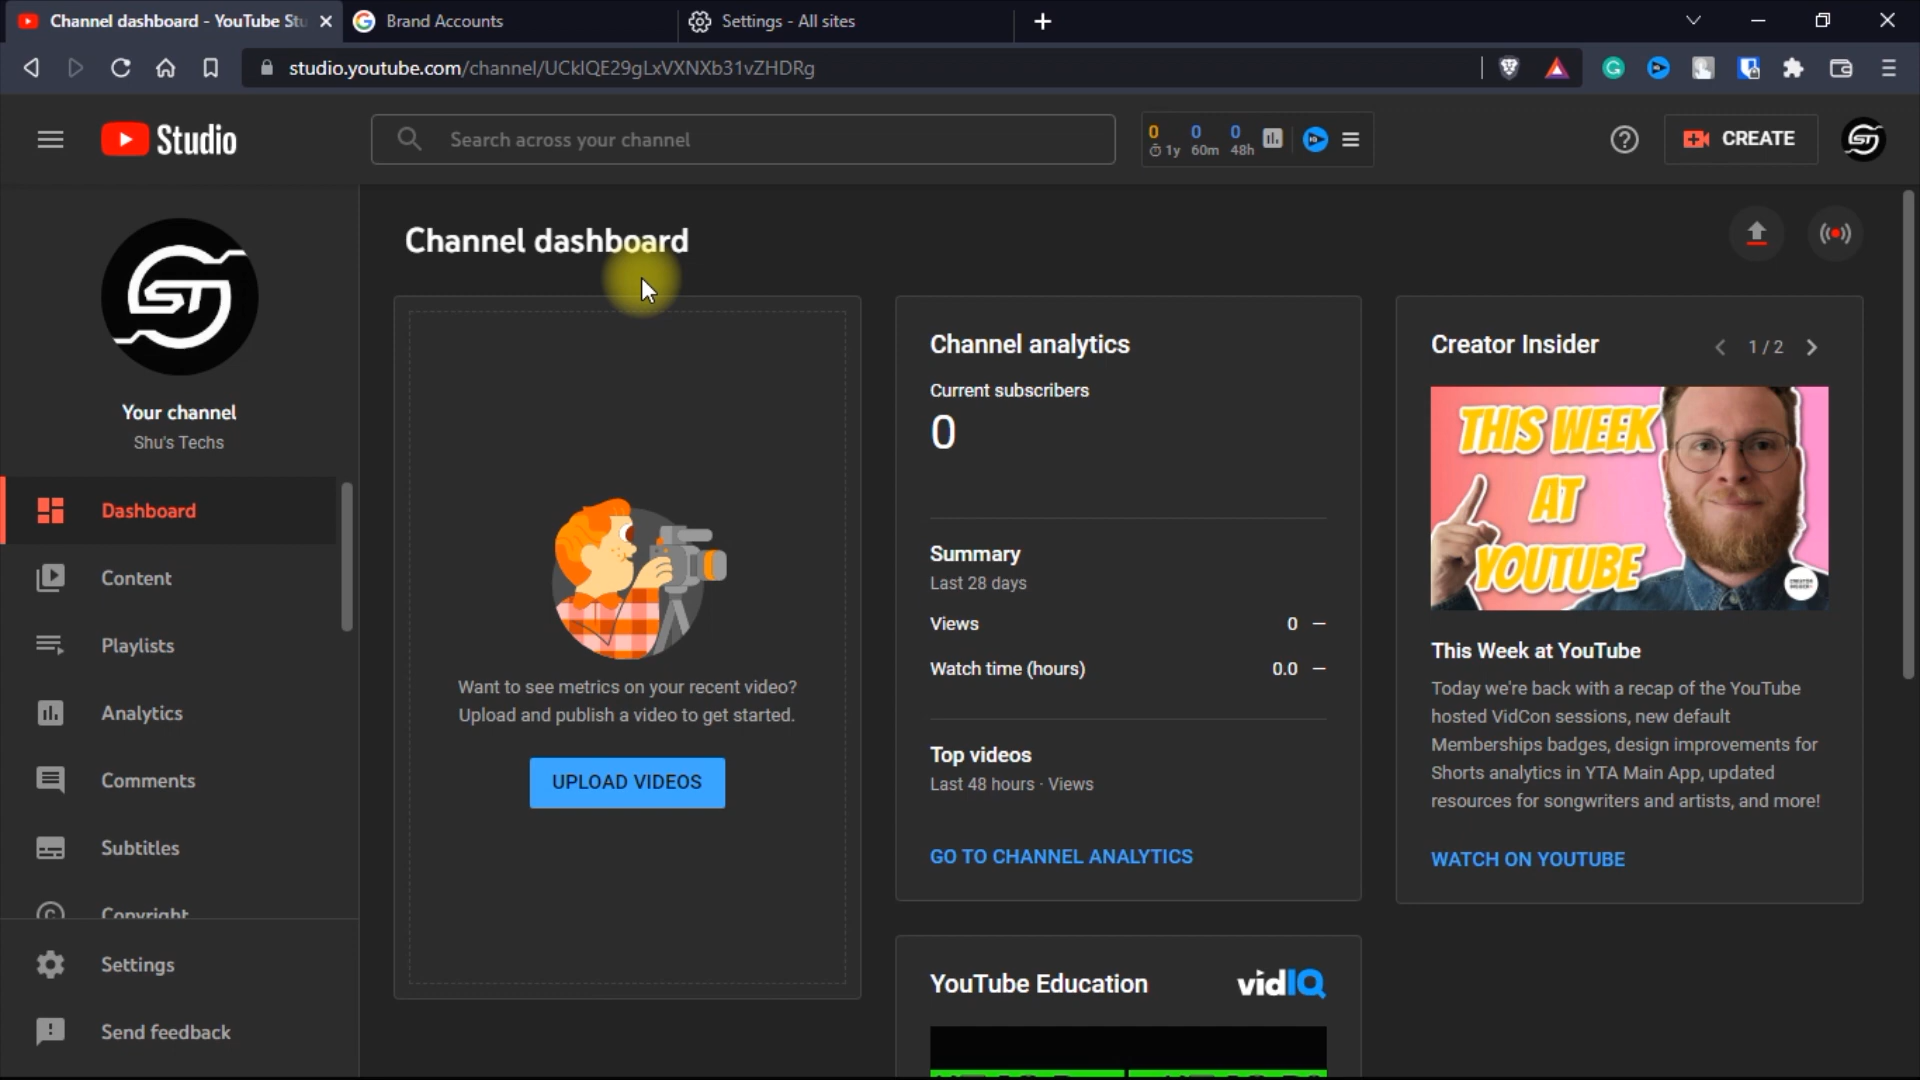 Channel dashboard - YouTube Stu
Brand Accounts
Settings - All sites
studio.youtube.com/channel/UCkIQE29gLxVXNXb31vZHDRg
Studio
Search across your channel
0 0 0
1y 60m 48h
CREATE
Channel dashboard
Your channel
Shu's Techs
Dashboard
Content
Playlists
Analytics
Comments
Subtitles
Copyright
Settings
Send feedback
Want to see metrics on your recent video?
Upload and publish a video to get started.
UPLOAD VIDEOS
Channel analytics
Current subscribers
0
Summary
Last 28 days
Views 0 —
Watch time (hours) 0.0 —
Top videos
Last 48 hours · Views
GO TO CHANNEL ANALYTICS
YouTube Education
vidIQ
Creator Insider
1 / 2
THIS WEEK
AT
YOUTUBE
This Week at YouTube
Today we're back with a recap of the YouTube
hosted VidCon sessions, new default
Memberships badges, design improvements for
Shorts analytics in YTA Main App, updated
resources for songwriters and artists, and more!
WATCH ON YOUTUBE